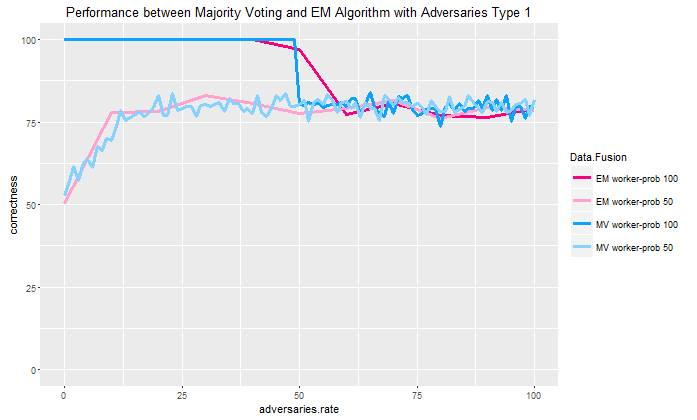 Performance between Majority Voting and EM Algorithm with Adversaries Type 1
100
75
50
25
0
correctness
0 25 50 75 100
adversaries.rate
Data.Fusion
EM worker-prob 100
EM worker-prob 50
MV worker-prob 100
MV worker-prob 50